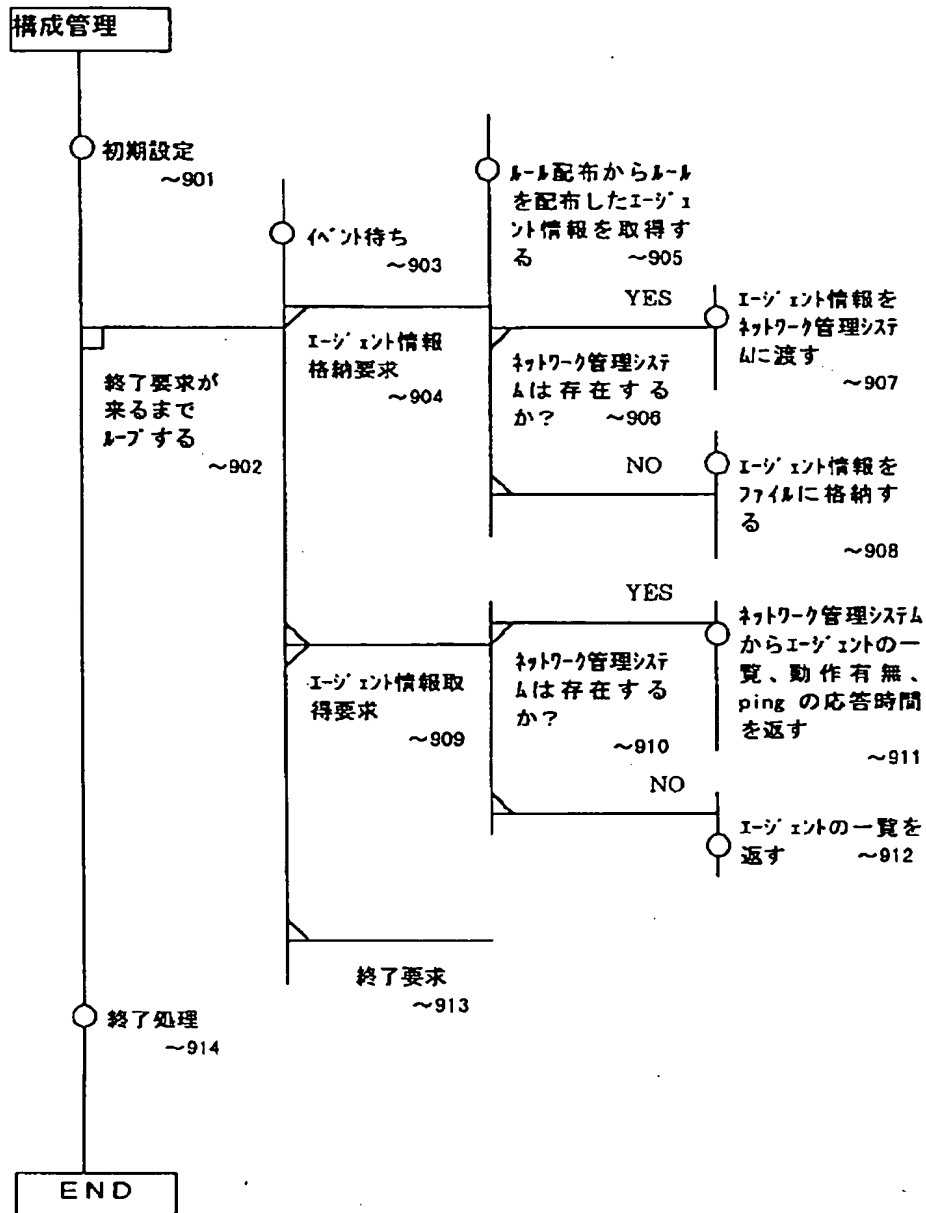 構成管理
初期設定
～901
イベント待ち
～903
ルール配布からルール
を配布したエージェ
ント情報を取得す
る ～905
終了要求が
来るまで
ループする
～902
エージェント情報
格納要求
～904
YES
ネットワーク管理システ
ムは存在する
か? ～906
エージェント情報を
ネットワーク管理システ
ムに渡す
～907
NO
エージェント情報を
ファイルに格納す
る
～908
エージェント情報取
得要求
～909
YES
ネットワーク管理システ
ムは存在する
か?
～910
ネットワーク管理システム
からエージェントの一
覧、動作有無、
ping の応答時間
を返す
～911
NO
エージェントの一覧を
返す ～912
終了要求
～913
終了処理
～914
END